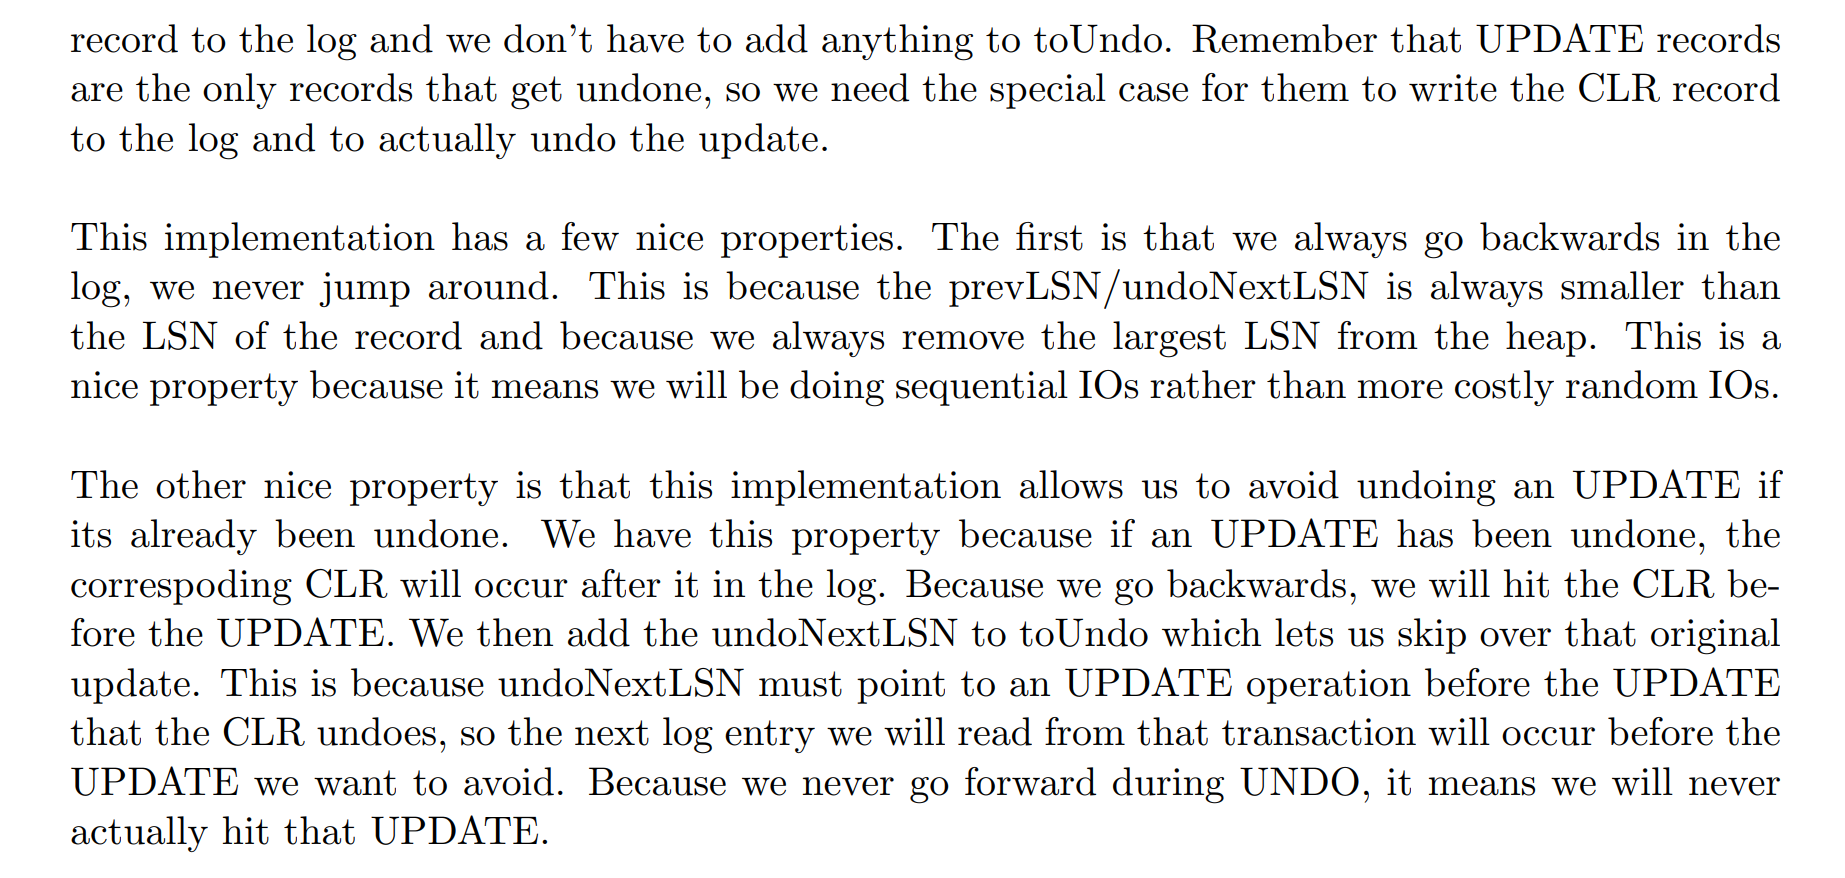 record to the log and we don't have to add anything to toUndo. Remember that UPDATE records
are the only records that get undone, so we need the special case for them to write the CLR record
to the log and to actually undo the update.
This implementation has a few nice properties. The first is that we always go backwards in the
log, we never jump around. This is because the prevLSN/undoNextLSN is always smaller than
the LSN of the record and because we always remove the largest LSN from the heap. This is a
nice property because it means we will be doing sequential IOs rather than more costly random IOs.
The other nice property is that this implementation allows us to avoid undoing an UPDATE if
its already been undone. We have this property because if an UPDATE has been undone, the
correspoding CLR will occur after it in the log. Because we go backwards, we will hit the CLR be-
fore the UPDATE. We then add the undoNextLSN to toUndo which lets us skip over that original
update. This is because undoNextLSN must point to an UPDATE operation before the UPDATE
that the CLR undoes, so the next log entry we will read from that transaction will occur before the
UPDATE we want to avoid. Because we never go forward during UNDO, it means we will never
actually hit that UPDATE.